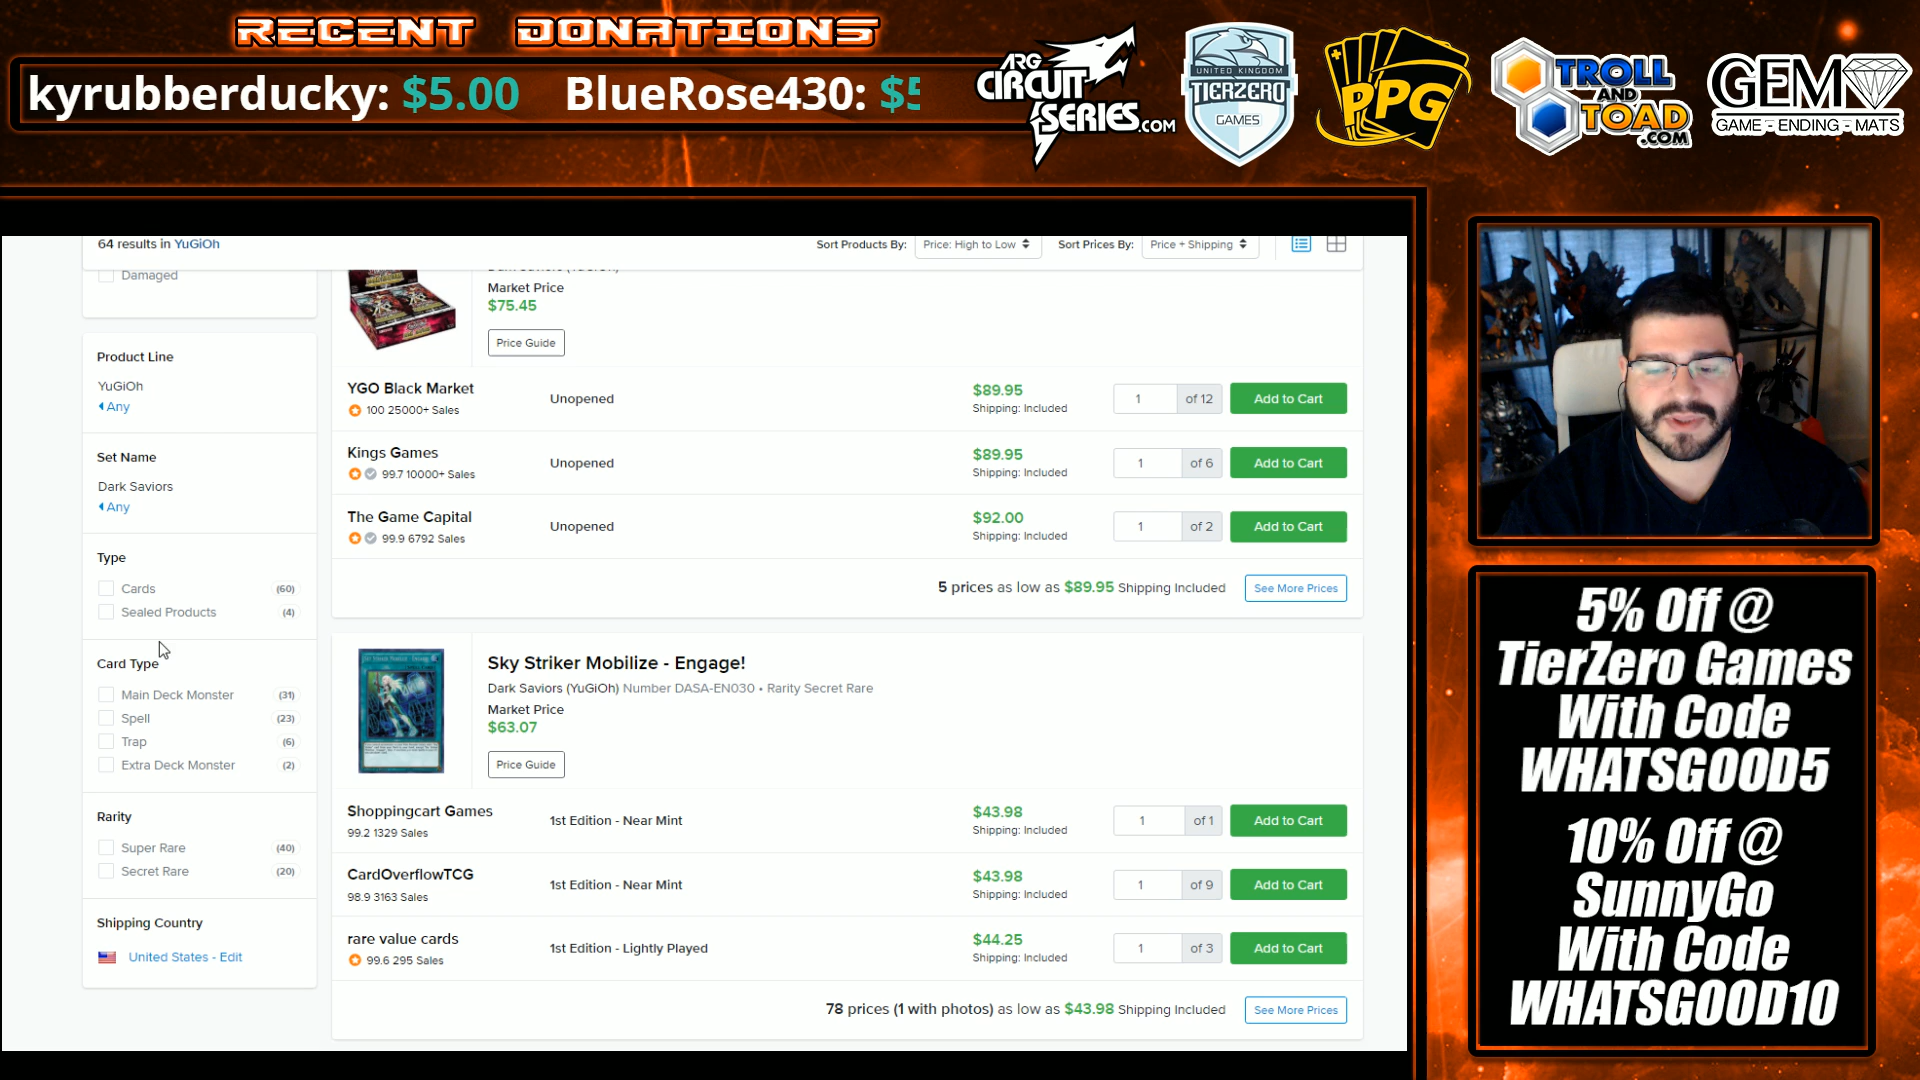 RECENT DONATIONS
kyrubberducky: $5.00 BlueRose430: $5
ARG
CIRCUIT
SERIES.COM
UNITED KINGDOM
TIERZERO
GAMES
PPG
TROLL
AND
TOAD
.COM
GEM
GAME - ENDING - MATS
64 results in YuGiOh
Sort Products By: Price: High to Low Sort Prices By: Price + Shipping
Damaged
Dark Saviors (YuGiOh)
Market Price
$75.45
Price Guide
Product Line
YuGiOh
Any
Set Name
Dark Saviors
Any
Type
Cards (60)
Sealed Products (4)
Card Type
Main Deck Monster (31)
Spell (23)
Trap (6)
Extra Deck Monster (2)
Rarity
Super Rare (40)
Secret Rare (20)
Shipping Country
United States - Edit
YGO Black Market Unopened $89.95 1 of 12 Add to Cart
100 25000+ Sales Shipping: Included
Kings Games Unopened $89.95 1 of 6 Add to Cart
99.7 10000+ Sales Shipping: Included
The Game Capital Unopened $92.00 1 of 2 Add to Cart
99.9 6792 Sales Shipping: Included
5 prices as low as $89.95 Shipping Included See More Prices
Sky Striker Mobilize - Engage!
Dark Saviors (YuGiOh) Number DASA-EN030 • Rarity Secret Rare
Market Price
$63.07
Price Guide
Shoppingcart Games 1st Edition - Near Mint $43.98 1 of 1 Add to Cart
99.2 1329 Sales Shipping: Included
CardOverflowTCG 1st Edition - Near Mint $43.98 1 of 9 Add to Cart
98.9 3163 Sales Shipping: Included
rare value cards 1st Edition - Lightly Played $44.25 1 of 3 Add to Cart
99.6 295 Sales Shipping: Included
78 prices (1 with photos) as low as $43.98 Shipping Included See More Prices
5% Off @
TierZero Games
With Code
WHATSGOOD5
10% Off @
SunnyGo
With Code
WHATSGOOD10